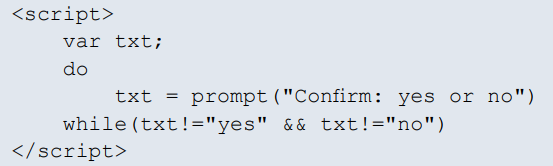 <script>
    var txt;
    do
        txt = prompt("Confirm: yes or no")
    while(txt!="yes" && txt!="no")
</script>